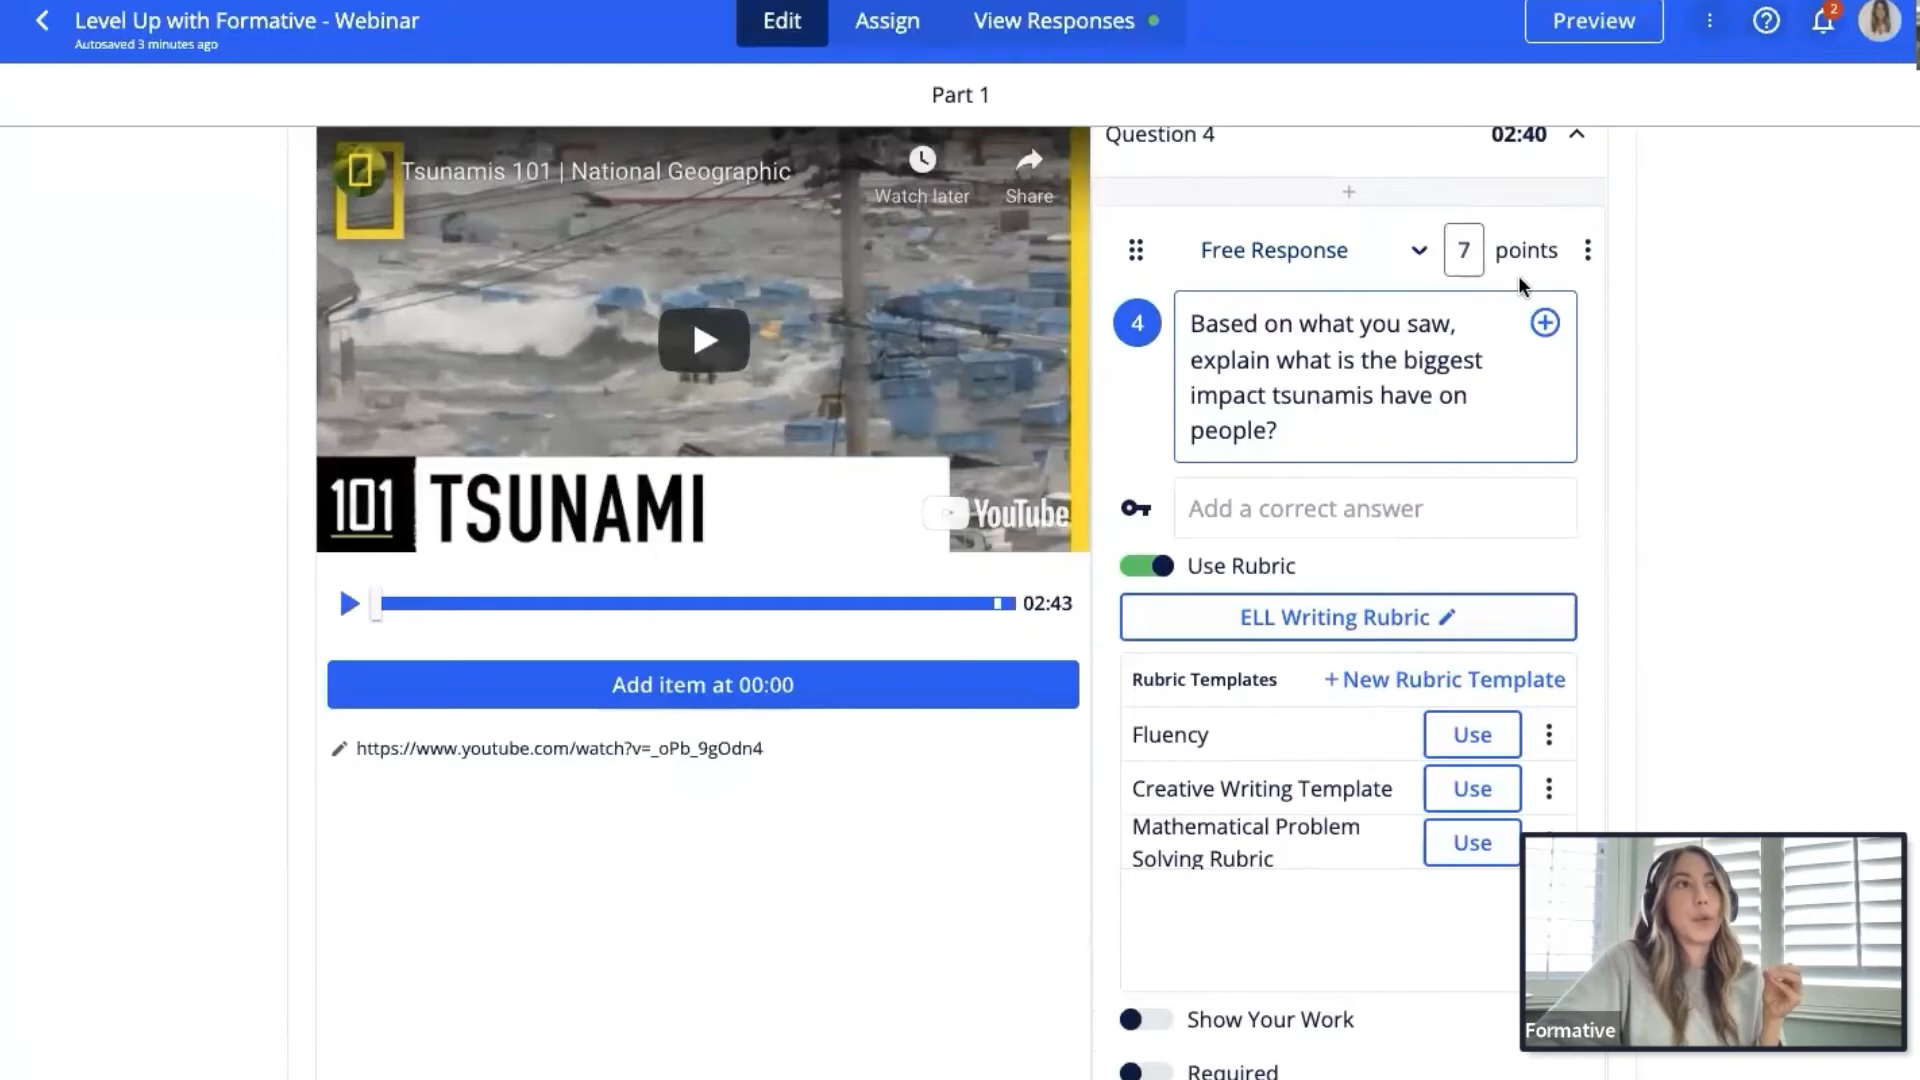 Level Up with Formative - Webinar
Autosaved 3 minutes ago
Edit
Assign
View Responses
Preview
2
Part 1
Tsunamis 101 | National Geographic
Watch later
Share
101
TSUNAMI
YouTube
02:43
Add item at 00:00
https://www.youtube.com/watch?v=_oPb_9gOdn4
Question 4
02:40
+
Free Response
7
points
4
Based on what you saw,
explain what is the biggest
impact tsunamis have on
people?
Add a correct answer
Use Rubric
ELL Writing Rubric
Rubric Templates
+ New Rubric Template
Fluency
Use
Creative Writing Template
Use
Mathematical Problem
Solving Rubric
Use
Show Your Work
Required
Formative